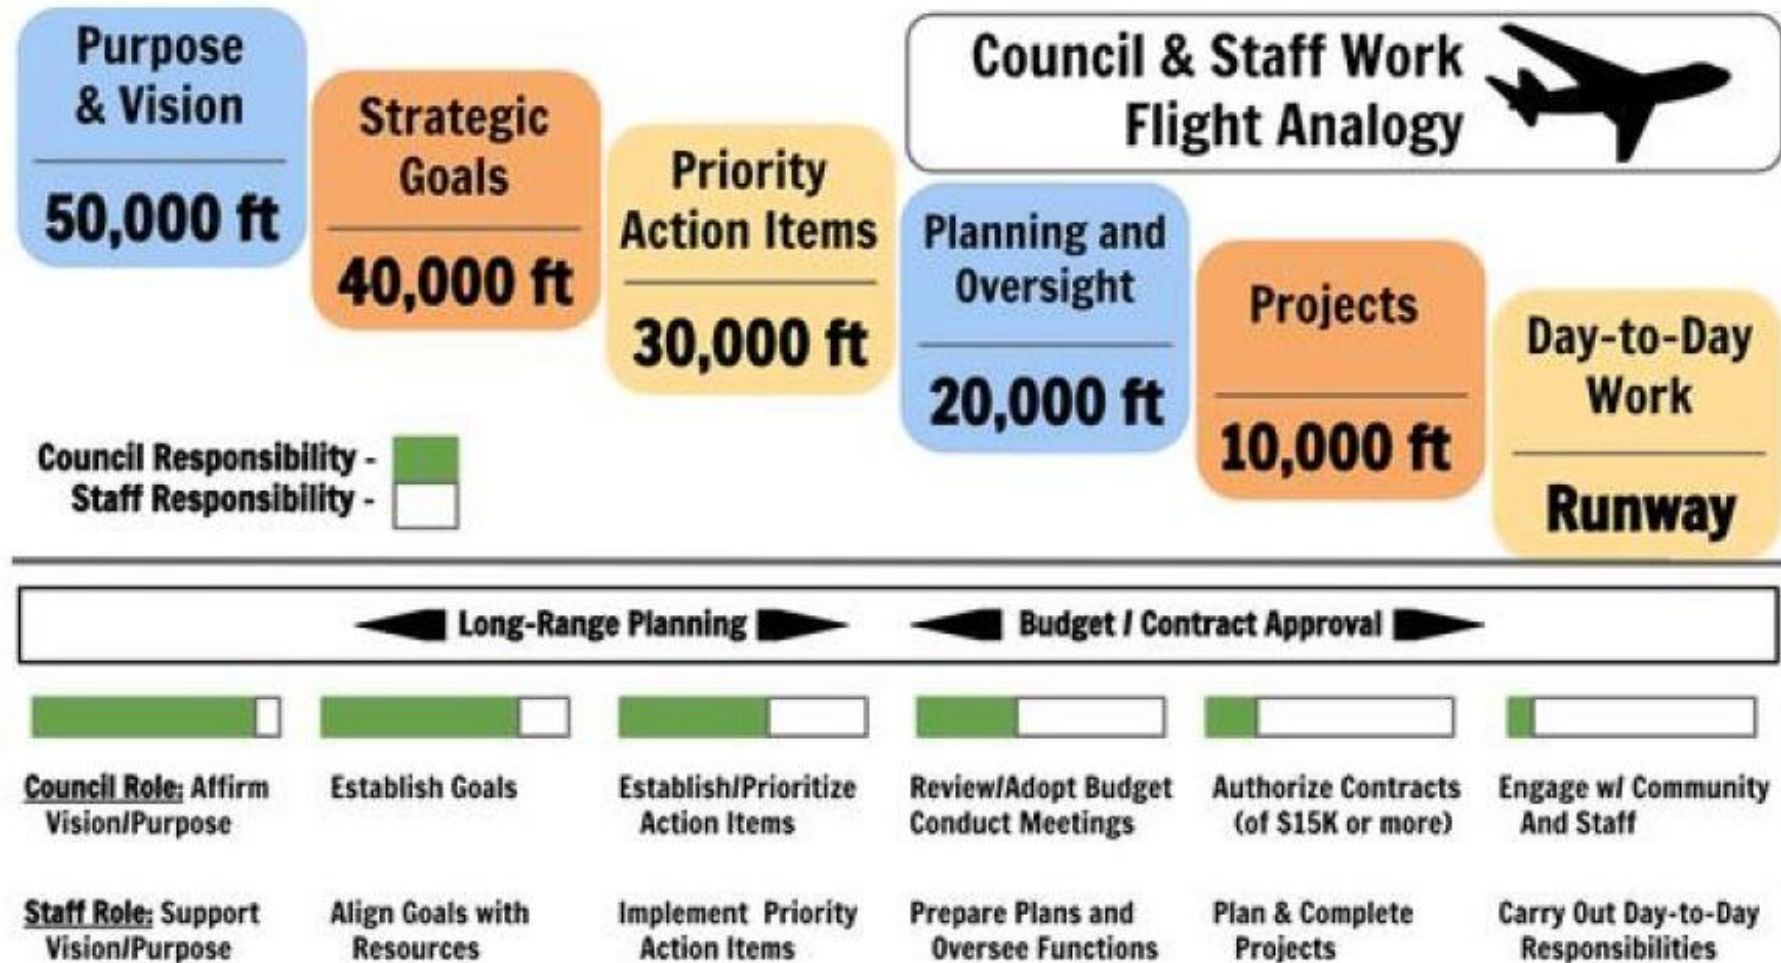 Purpose
& Vision
50,000 ft
Strategic
Goals
40,000 ft
Priority
Action Items
30,000 ft
Council & Staff Work
Flight Analogy
Planning and
Oversight
20,000 ft
Projects
10,000 ft
Day-to-Day
Work
Runway
Council Responsibility -
Staff Responsibility -
Long-Range Planning
Budget / Contract Approval
Council Role: Affirm
Vision/Purpose
Establish Goals
Establish/Prioritize
Action Items
Review/Adopt Budget
Conduct Meetings
Authorize Contracts
(of $15K or more)
Engage w/ Community
And Staff
Staff Role: Support
Vision/Purpose
Align Goals with
Resources
Implement Priority
Action Items
Prepare Plans and
Oversee Functions
Plan & Complete
Projects
Carry Out Day-to-Day
Responsibilities